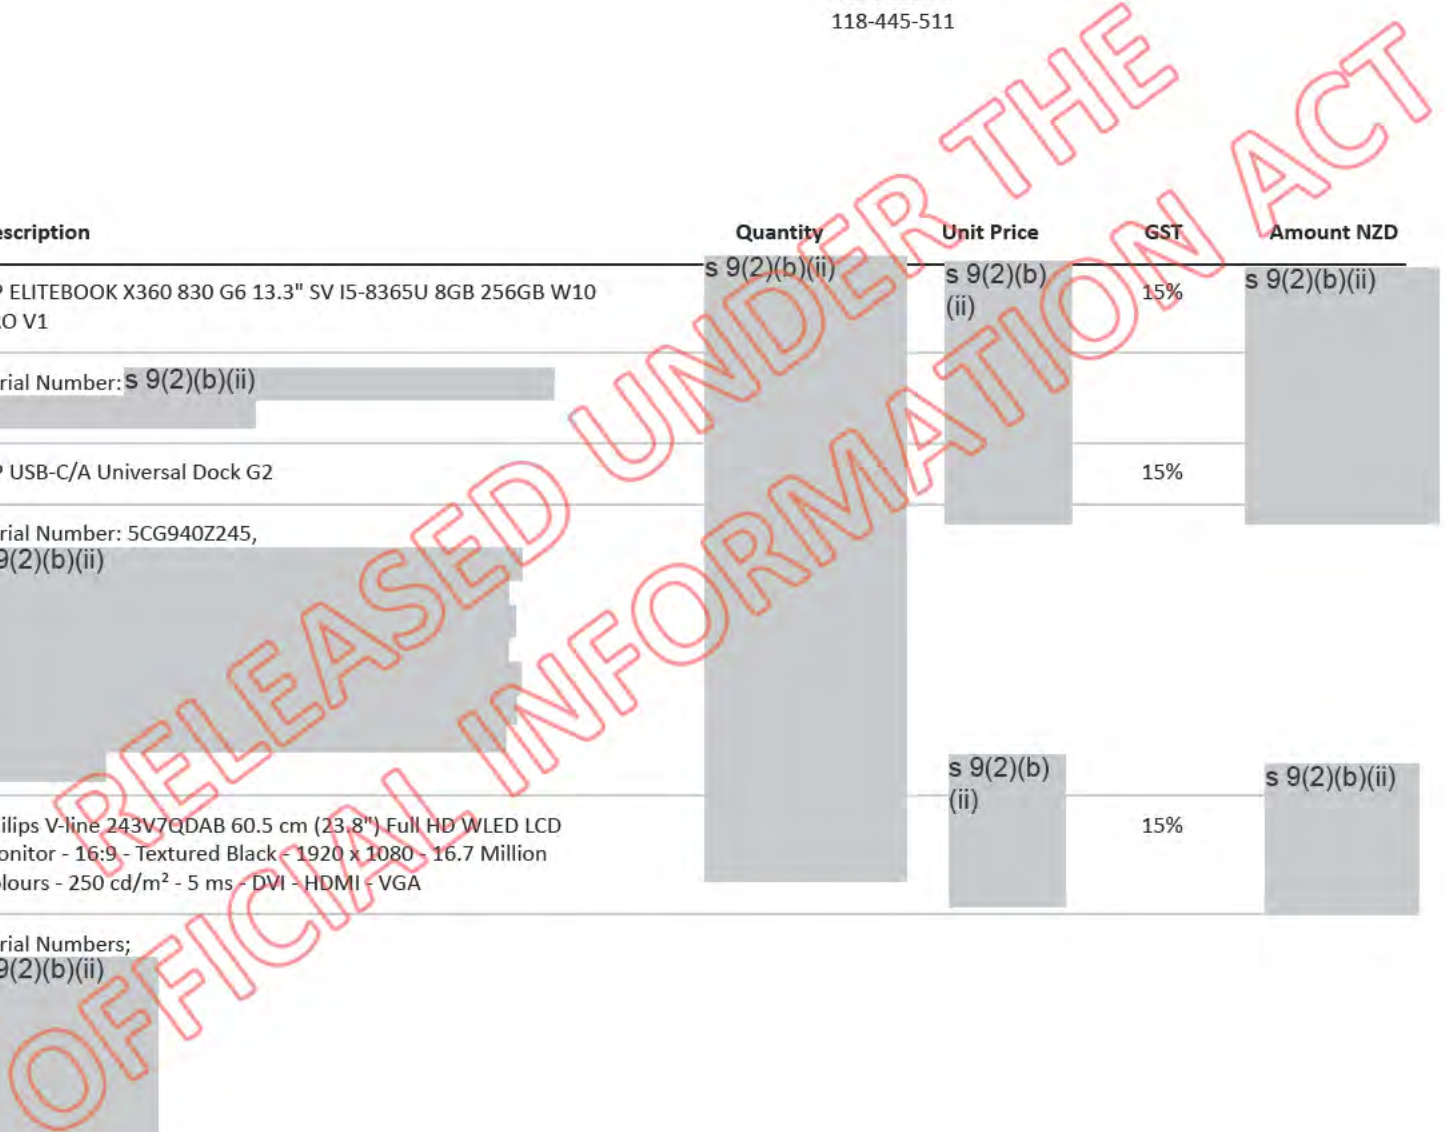 118-445-511
escription Quantity Unit Price GST Amount NZD
s 9(2)(b)(ii) s 9(2)(b) s 9(2)(b)(ii)
P ELITEBOOK X360 830 G6 13.3" SV I5-8365U 8GB 256GB W10 (ii) 15%
RO V1
rial Number: s 9(2)(b)(ii)
P USB-C/A Universal Dock G2 15%
rial Number: 5CG940Z245,
9(2)(b)(ii)
s 9(2)(b) s 9(2)(b)(ii)
(ii)
ilips V-line 243V7QDAB 60.5 cm (23.8") Full HD WLED LCD 15%
onitor - 16:9 - Textured Black - 1920 x 1080 - 16.7 Million
olours - 250 cd/m² - 5 ms - DVI - HDMI - VGA
rial Numbers;
9(2)(b)(ii)
RELEASED UNDER THE
OFFICIAL INFORMATION ACT